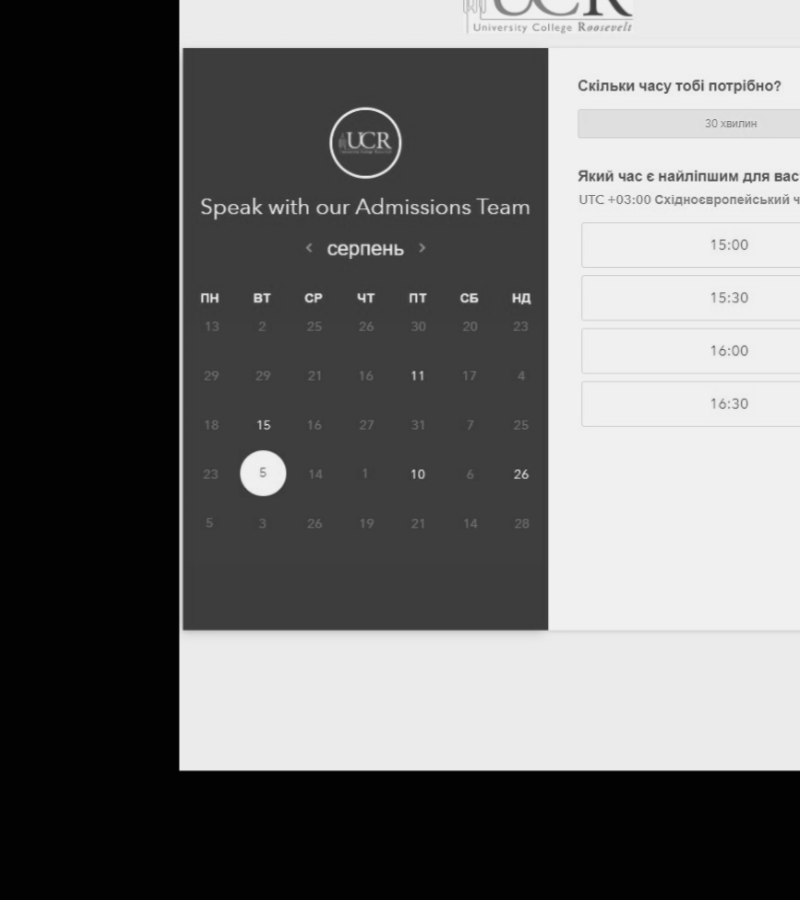 UCR
University College Roosevelt
UCR
Speak with our Admissions Team
< серпень >
ПН ВТ СР ЧТ ПТ СБ НД
13 2 25 26 30 20 23
29 29 21 16 11 17 4
18 15 16 27 31 7 25
23 5 14 1 10 6 26
5 3 26 19 21 14 28
Скільки часу тобі потрібно?
30 хвилин
Який час є найліпшим для вас
UTC +03:00 Східноєвропейський ч
15:00
15:30
16:00
16:30